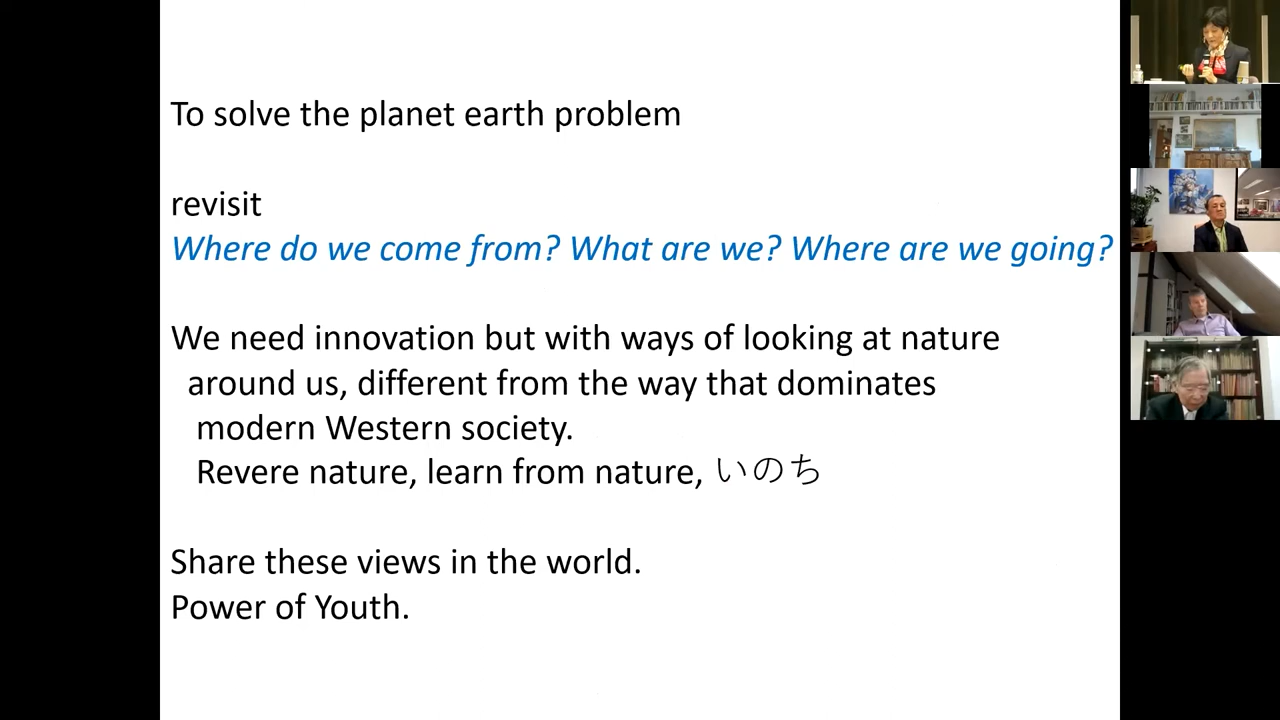 To solve the planet earth problem
revisit
Where do we come from? What are we? Where are we going?
We need innovation but with ways of looking at nature
around us, different from the way that dominates
modern Western society.
Revere nature, learn from nature, いのち
Share these views in the world.
Power of Youth.